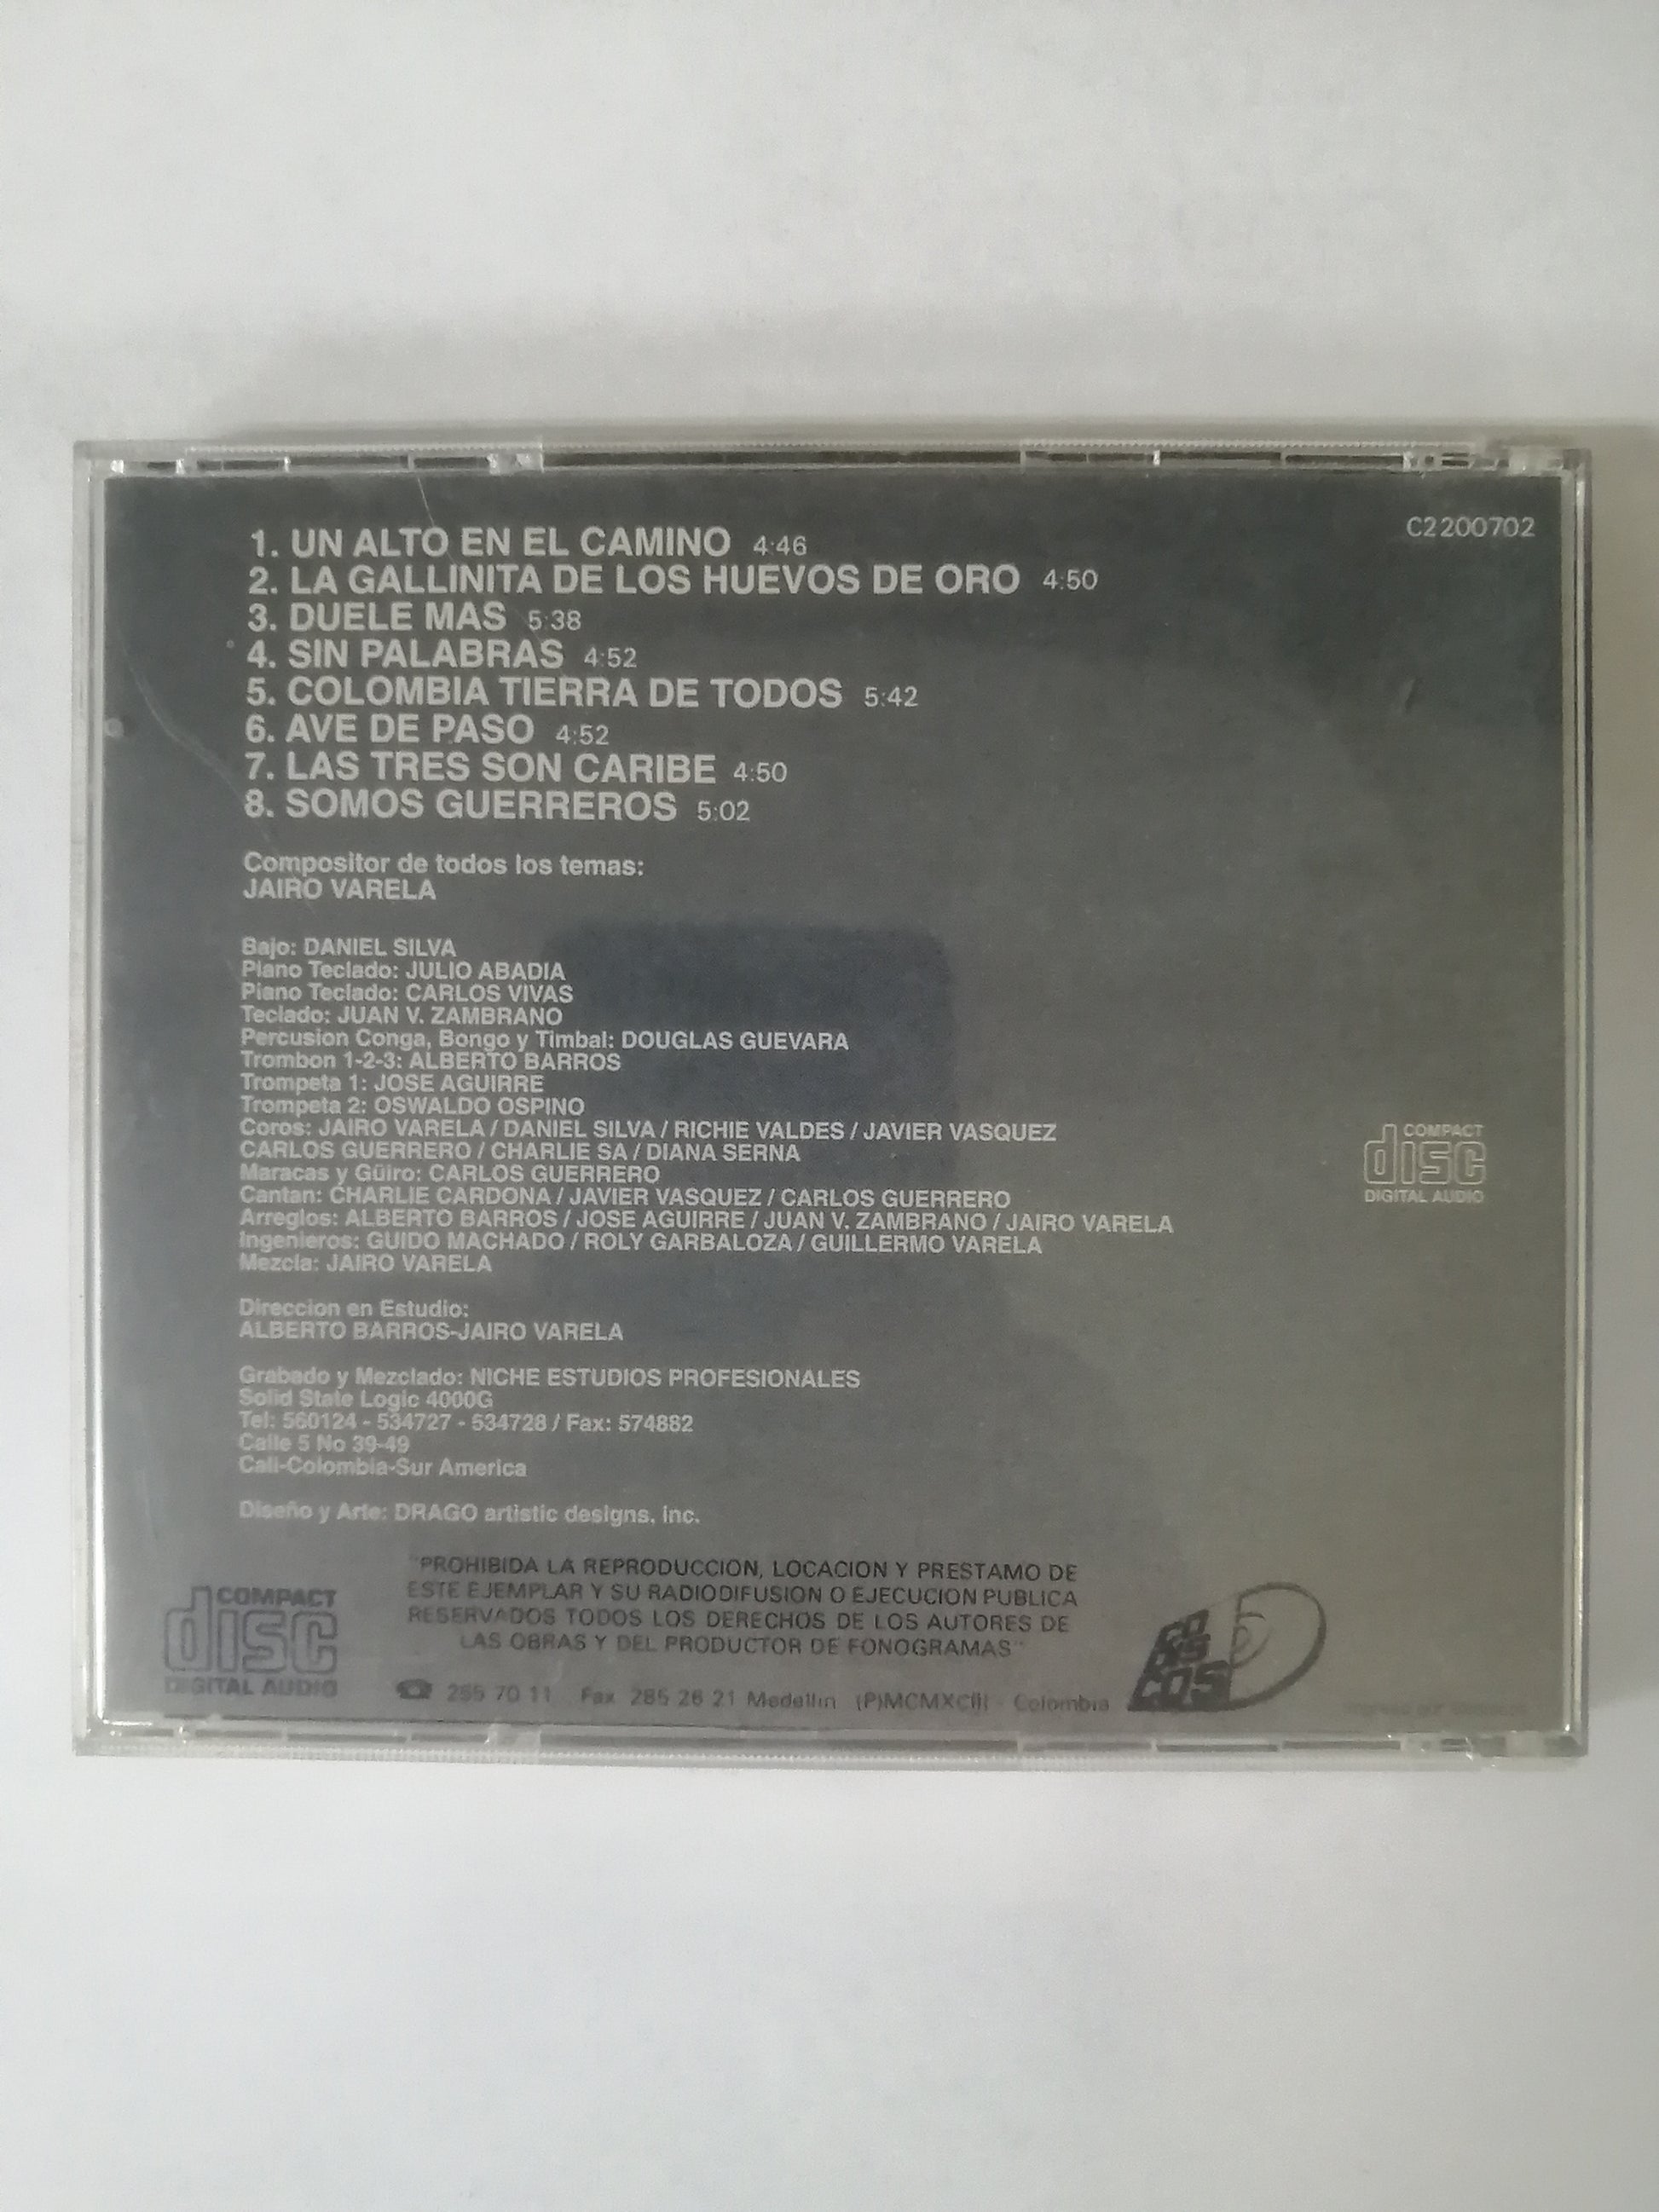 C2200702
1. UN ALTO EN EL CAMINO 4:46
2. LA GALLINITA DE LOS HUEVOS DE ORO 4:50
3. DUELE MAS 5:38
4. SIN PALABRAS 4:52
5. COLOMBIA TIERRA DE TODOS 5:42
6. AVE DE PASO 4:52
7. LAS TRES SON CARIBE 4:50
8. SOMOS GUERREROS 5:02
Compositor de todos los temas:
JAIRO VARELA
Bajo: DANIEL SILVA
Piano Teclado: JULIO ABADIA
Piano Teclado: CARLOS VIVAS
Teclado: JUAN V. ZAMBRANO
Percusion Conga, Bongo y Timbal: DOUGLAS GUEVARA
Trombon 1-2-3: ALBERTO BARROS
Trompeta 1: JOSE AGUIRRE
Trompeta 2: OSWALDO OSPINO
Coros: JAIRO VARELA / DANIEL SILVA / RICHIE VALDES / JAVIER VASQUEZ
CARLOS GUERRERO / CHARLIE SA / DIANA SERNA
Maracas y Güiro: CARLOS GUERRERO
Cantan: CHARLIE CARDONA / JAVIER VASQUEZ / CARLOS GUERRERO
Arreglos: ALBERTO BARROS / JOSE AGUIRRE / JUAN V. ZAMBRANO / JAIRO VARELA
Ingenieros: GUIDO MACHADO / ROLY GARBALOZA / GUILLERMO VARELA
Mezcla: JAIRO VARELA
COMPACT
disc
DIGITAL AUDIO
Direccion en Estudio:
ALBERTO BARROS-JAIRO VARELA
Grabado y Mezclado: NICHE ESTUDIOS PROFESIONALES
Solid State Logic 4000G
Tel: 560124 - 534727 - 534728 / Fax: 574882
Calle 5 No 39-49
Cali-Colombia-Sur America
Diseño y Arte: DRAGO artistic designs, inc.
COMPACT
disc
DIGITAL AUDIO
"PROHIBIDA LA REPRODUCCION, LOCACION Y PRESTAMO DE
ESTE EJEMPLAR Y SU RADIODIFUSION O EJECUCION PUBLICA
RESERVADOS TODOS LOS DERECHOS DE LOS AUTORES DE
LAS OBRAS Y DEL PRODUCTOR DE FONOGRAMAS"
☎ 255 70 11 Fax 285 26 21 Medellin (P)MCMXCIII - Colombia
CO
DIS
COS